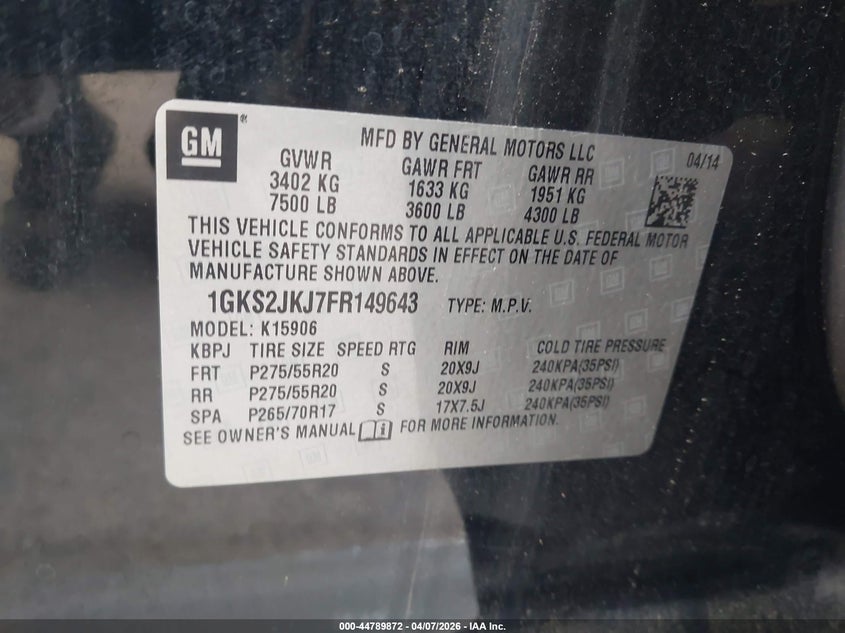 GM ®
MFD BY GENERAL MOTORS LLC 04/14
GVWR GAWR FRT GAWR RR
3402 KG 1633 KG 1951 KG
7500 LB 3600 LB 4300 LB
THIS VEHICLE CONFORMS TO ALL APPLICABLE U.S. FEDERAL MOTOR
VEHICLE SAFETY STANDARDS IN EFFECT ON THE DATE OF
MANUFACTURE SHOWN ABOVE.
1GKS2JKJ7FR149643 TYPE: M.P.V.
MODEL: K15906
KBPJ TIRE SIZE SPEED RTG RIM COLD TIRE PRESSURE
FRT P275/55R20 S 20X9J 240KPA(35PSI)
RR P275/55R20 S 20X9J 240KPA(35PSI)
SPA P265/70R17 S 17X7.5J 240KPA(35PSI)
SEE OWNER'S MANUAL i FOR MORE INFORMATION.
000-44789872 - 04/07/2026 - IAA Inc.